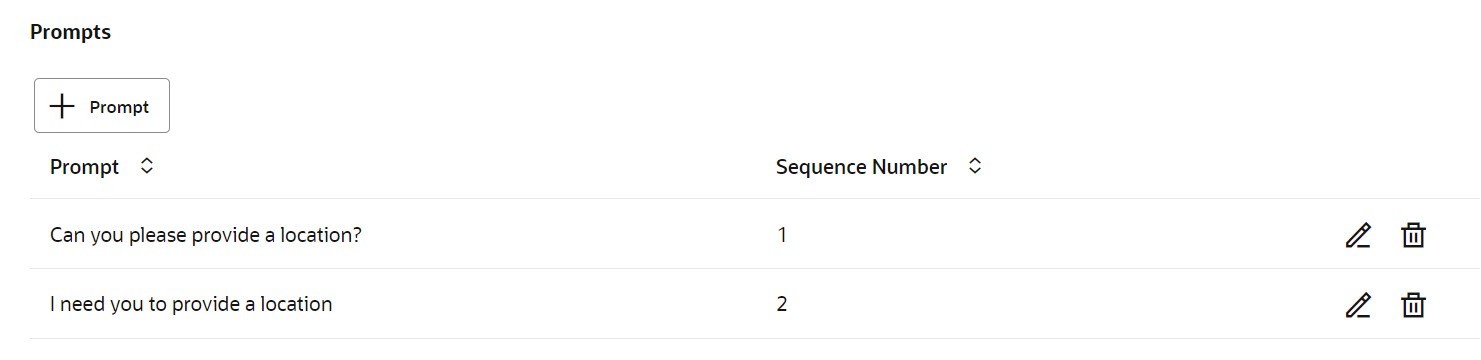 Prompts
Prompt
Prompt Sequence Number
Can you please provide a location? 1
I need you to provide a location 2